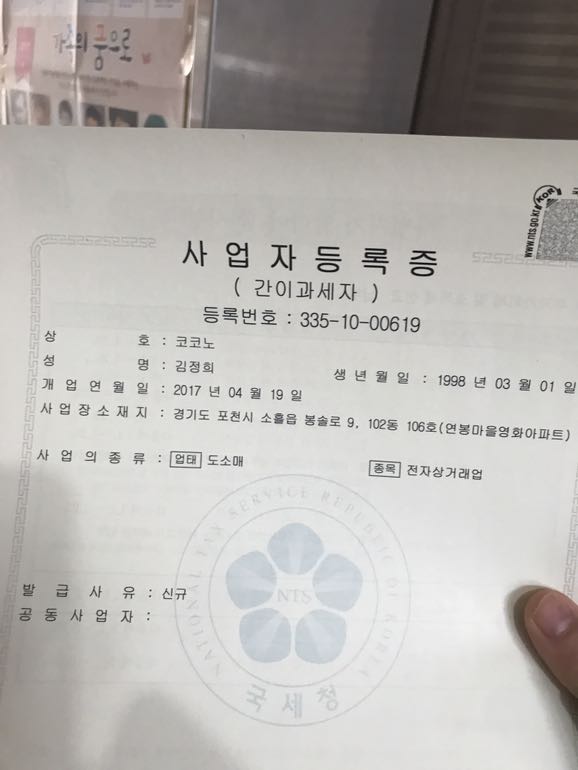 가족의 품으로
KOR
www.nts.go.kr
사업자등록증
( 간이과세자 )
등록번호 : 335-10-00619
상 호 : 코코노
성 명 : 김정희 생 년 월 일 : 1998 년 03 월 01 일
개 업 연 월 일 : 2017 년 04 월 19 일
사 업 장 소 재 지 : 경기도 포천시 소흘읍 봉솔로 9, 102동 106호(연봉마을영화아파트)
사 업 의 종 류 : 업태 도소매 종목 전자상거래업
발 급 사 유 : 신규
공 동 사 업 자 :
NATIONAL TAX SERVICE REPUBLIC OF KOREA
NTS
국세청